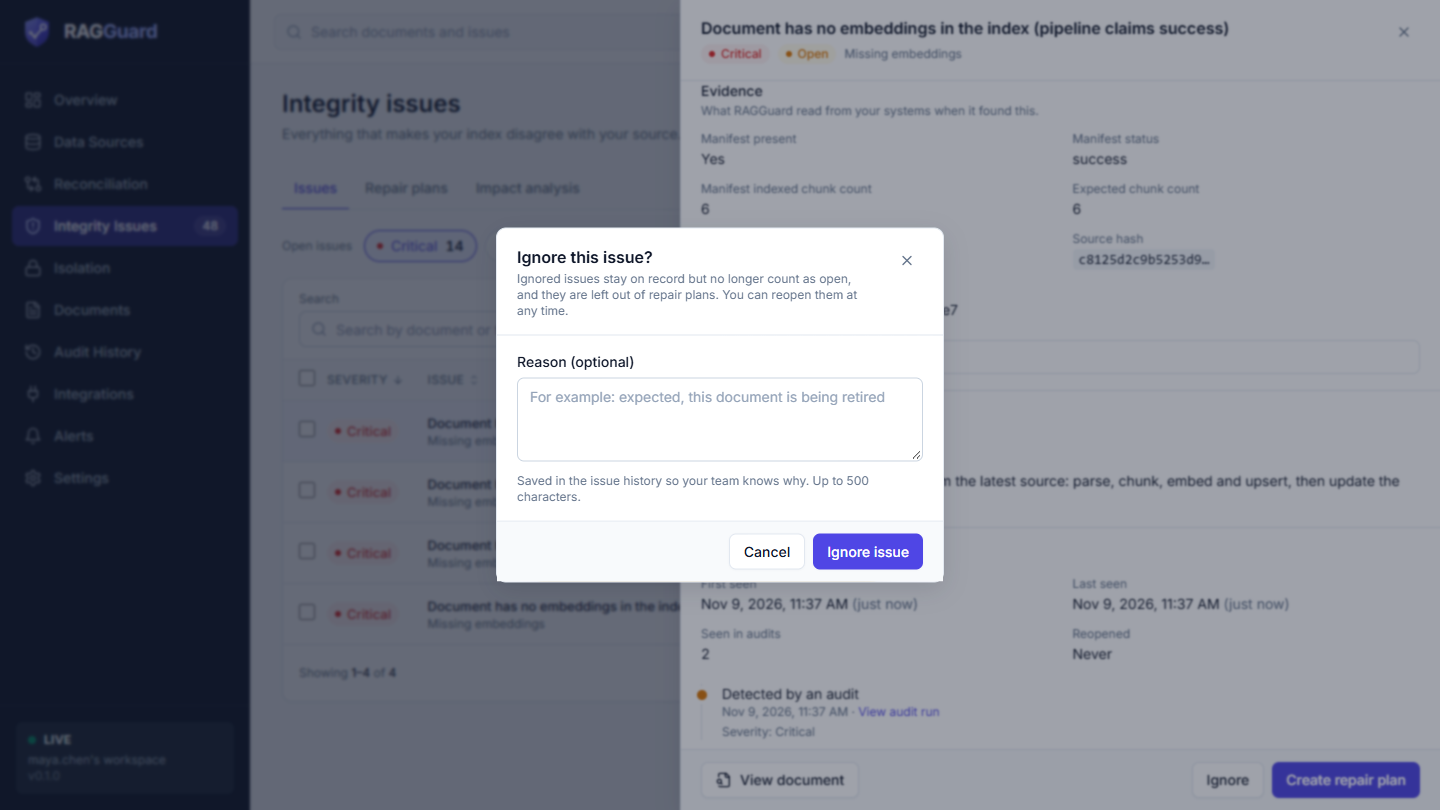 RAGGuard
Overview
Data Sources
Reconciliation
Integrity Issues 48
Isolation
Documents
Audit History
Integrations
Alerts
Settings
LIVE
maya.chen's workspace
v0.1.0
Search documents and issues
Integrity issues
Everything that makes your index disagree with your source.
Issues Repair plans Impact analysis
Open issues Critical 14
Search
Search by document or
SEVERITY ISSUE
Critical Document
Missing
Critical Document
Missing
Critical Document
Missing
Critical Document has no embeddings in the
Missing embeddings
Showing 1-4 of 4
Document has no embeddings in the index (pipeline claims success)
Critical Open Missing embeddings
Evidence
What RAGGuard read from your systems when it found this.
Manifest present Manifest status
Yes success
Manifest indexed chunk count Expected chunk count
6 6
Source hash
c8125d2c9b5253d9…
e7
the latest source: parse, chunk, embed and upsert, then update the
First seen Last seen
Nov 9, 2026, 11:37 AM (just now) Nov 9, 2026, 11:37 AM (just now)
Seen in audits Reopened
2 Never
Detected by an audit
Nov 9, 2026, 11:37 AM · View audit run
Severity: Critical
View document Ignore Create repair plan
Ignore this issue?
Ignored issues stay on record but no longer count as open,
and they are left out of repair plans. You can reopen them at
any time.
Reason (optional)
For example: expected, this document is being retired
Saved in the issue history so your team knows why. Up to 500
characters.
Cancel Ignore issue